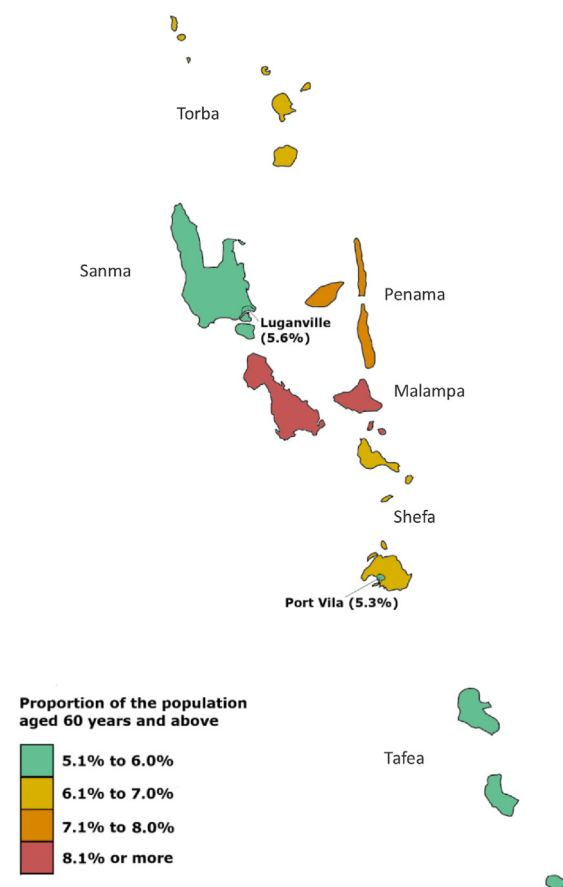 Torba
Sanma
Penama
Luganville
(5.6%)
Malampa
Shefa
Port Vila (5.3%)
Proportion of the population
aged 60 years and above
5.1% to 6.0%
6.1% to 7.0%
7.1% to 8.0%
8.1% or more
Tafea